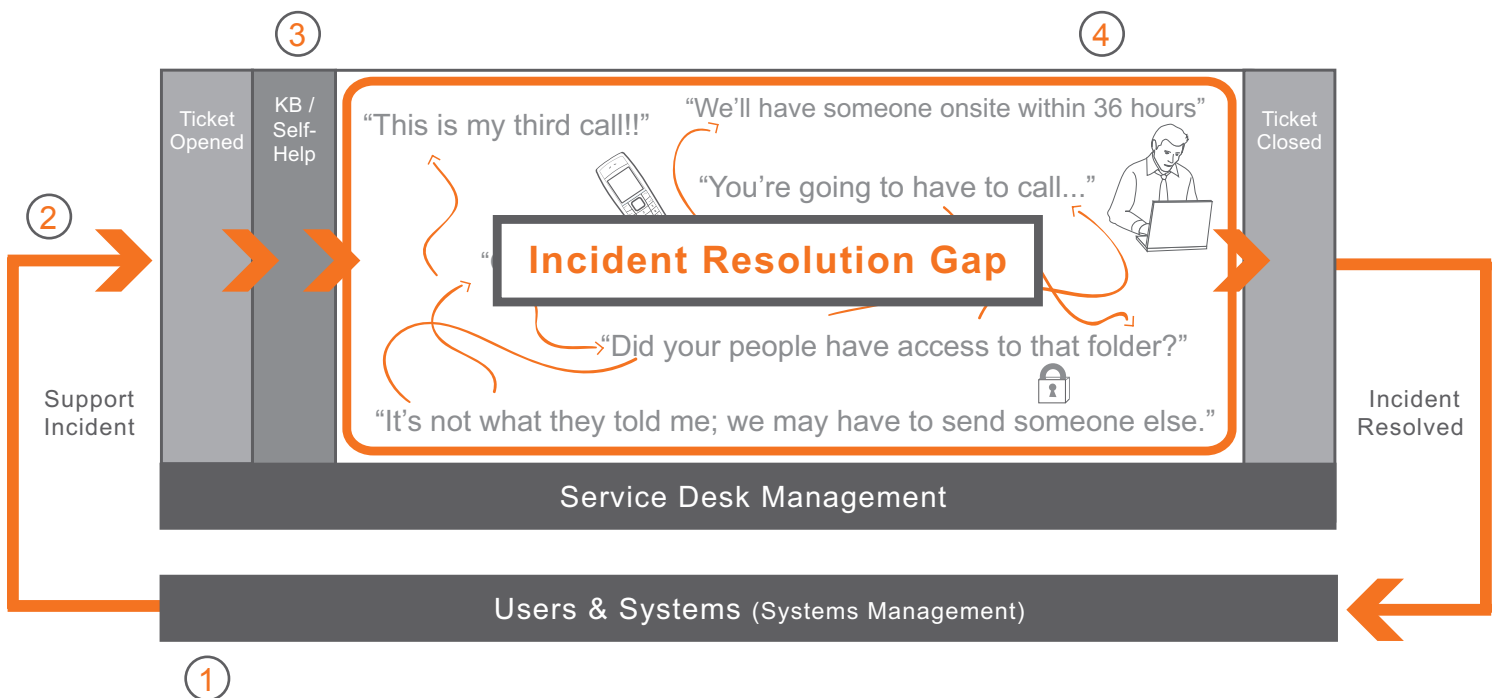 3
4
Ticket
Opened
KB /
Self-
Help
“This is my third call!!”
“We’ll have someone onsite within 36 hours”
Ticket
Closed
“You’re going to have to call...”
2
Incident Resolution Gap
“Did your people have access to that folder?”
“It’s not what they told me; we may have to send someone else.”
Support
Incident
Incident
Resolved
Service Desk Management
Users & Systems (Systems Management)
1